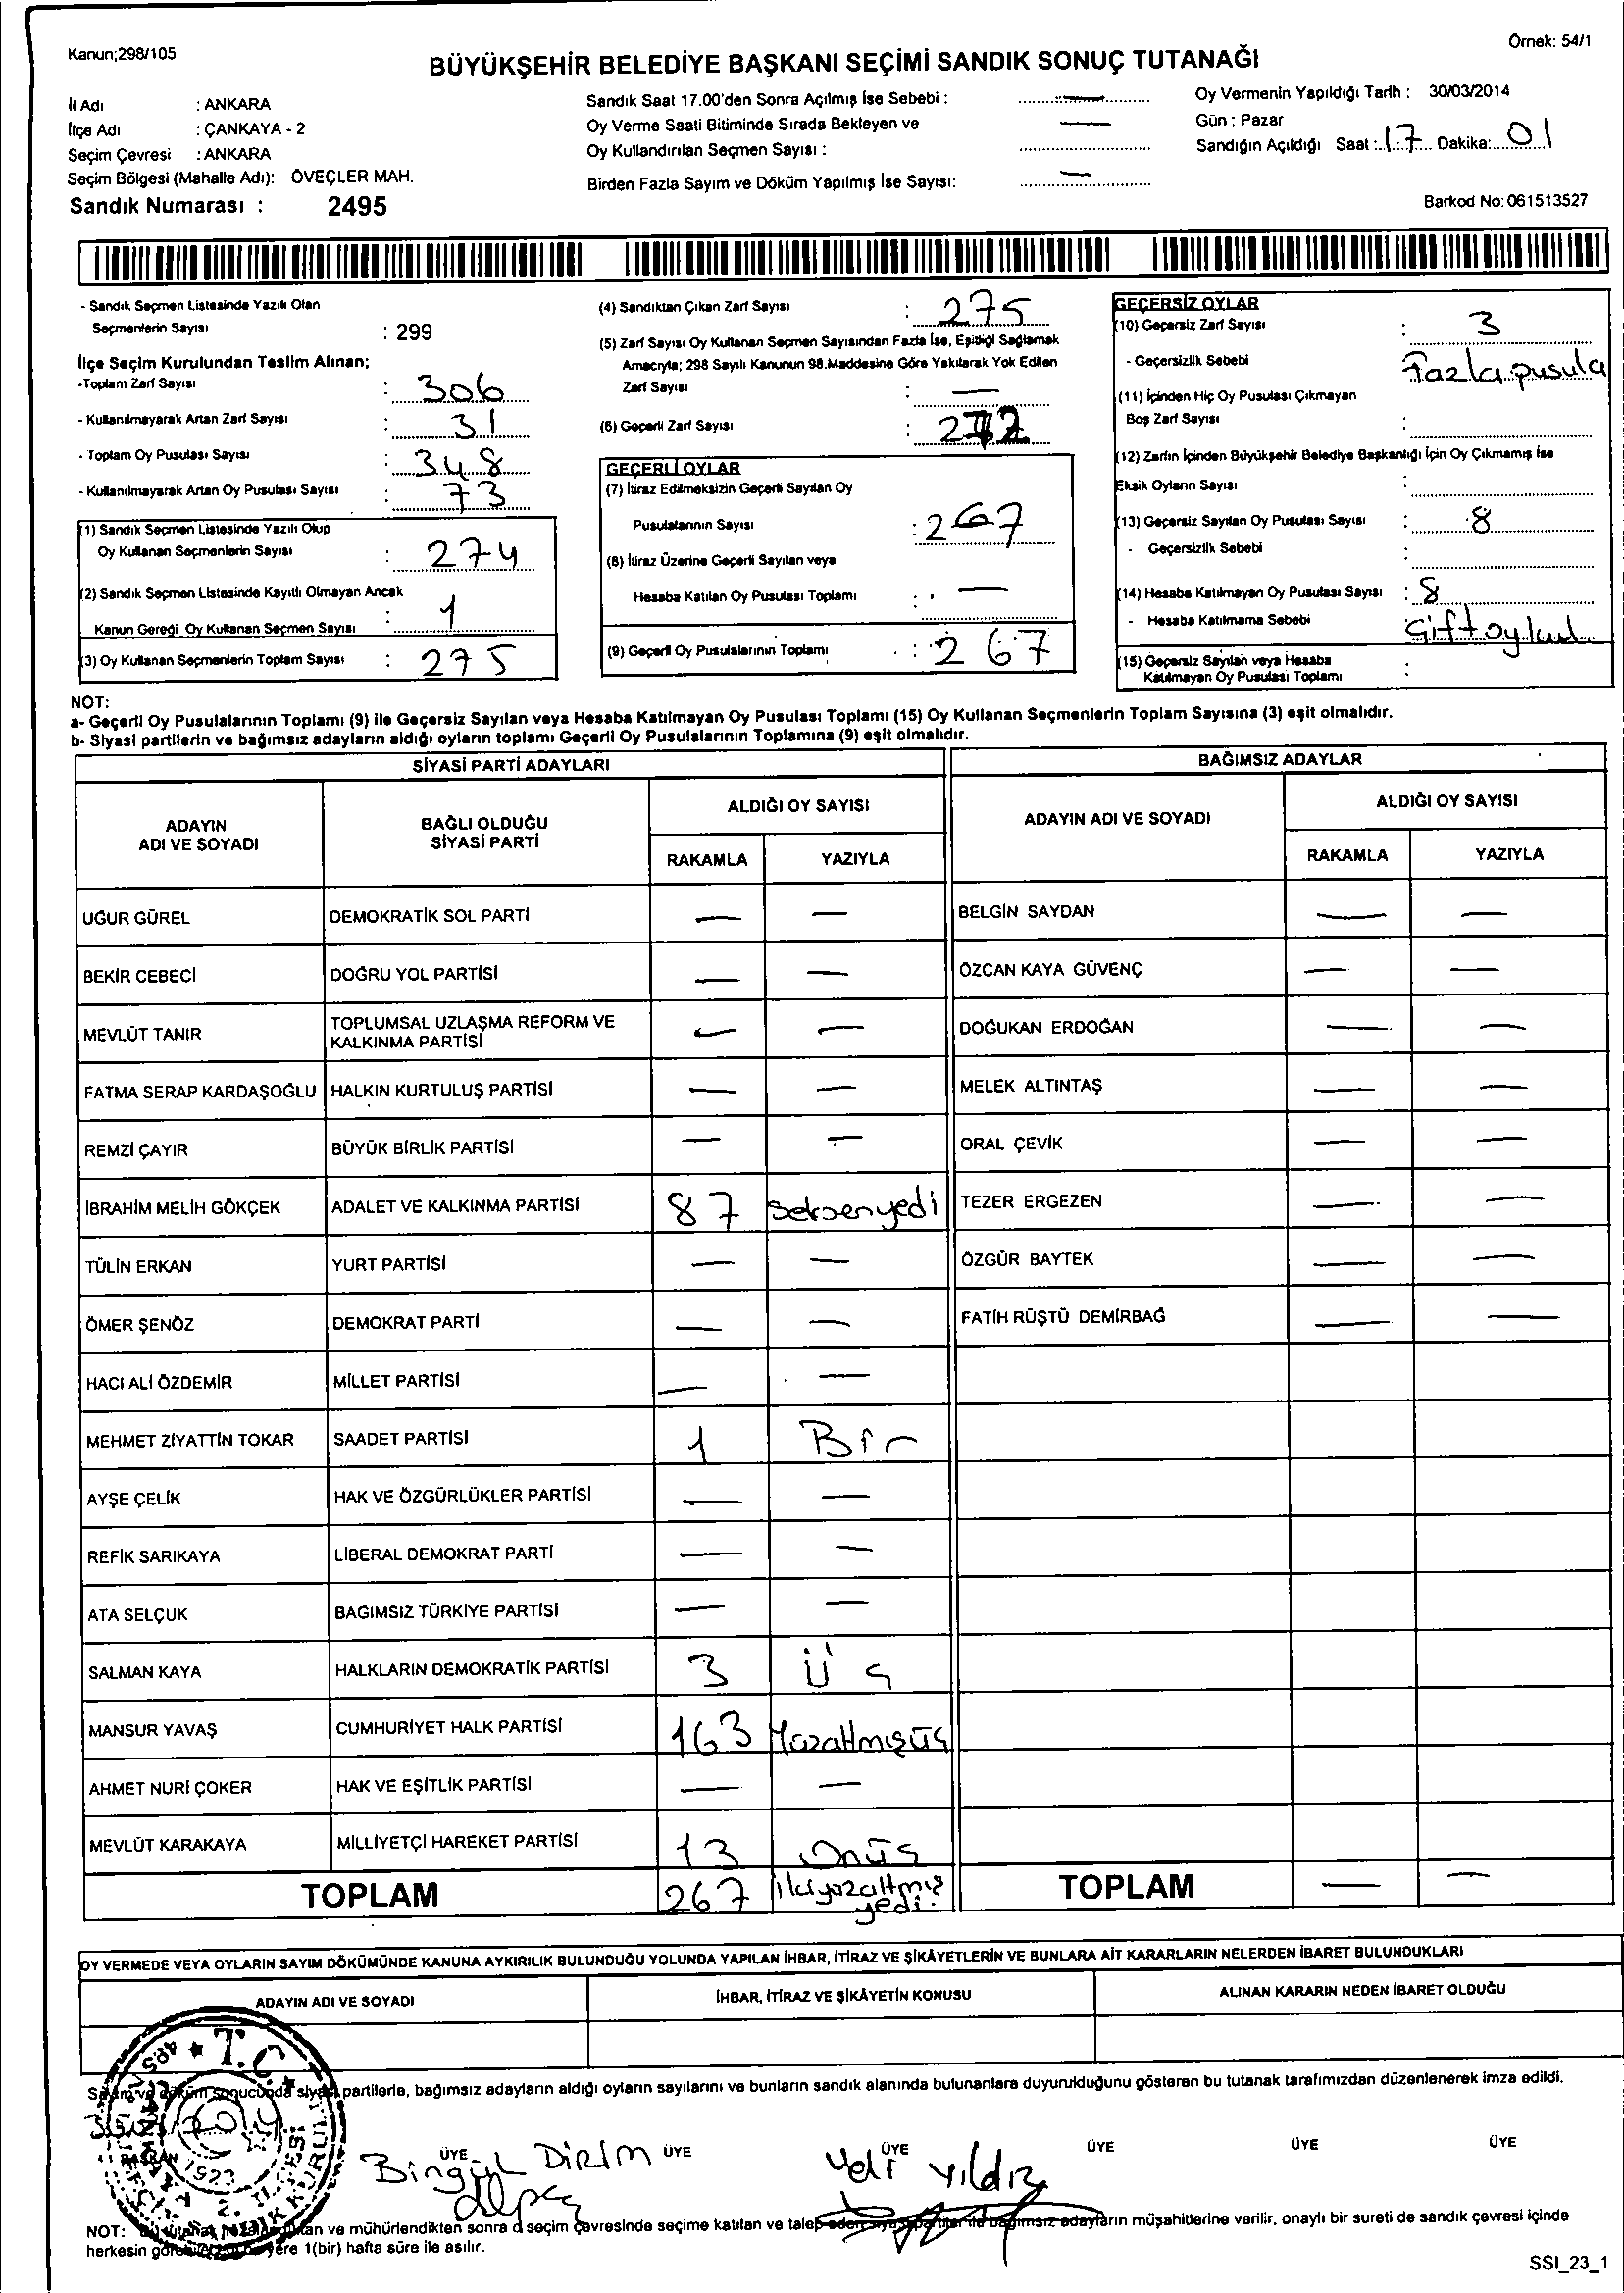 Kanun;298/105
Örnek: 54/1
BÜYÜKŞEHİR BELEDİYE BAŞKANI SEÇİMİ SANDIK SONUÇ TUTANAĞI
İl Adı : ANKARA
İlçe Adı : ÇANKAYA - 2
Seçim Çevresi : ANKARA
Seçim Bölgesi (Mahalle Adı): ÖVEÇLER MAH.
Sandık Numarası : 2495
Sandık Saat 17.00'den Sonra Açılmış İse Sebebi : —
Oy Verme Saati Bitiminde Sırada Bekleyen ve —
Oy Kullandırılan Seçmen Sayısı :
Birden Fazla Sayım ve Döküm Yapılmış İse Sayısı: —
Oy Vermenin Yapıldığı Tarih : 30/03/2014
Gün : Pazar
Sandığın Açıldığı Saat : 17 Dakika: 01
Barkod No: 061513527
- Sandık Seçmen Listesinde Yazılı Olan
Seçmenlerin Sayısı : 299
İlçe Seçim Kurulundan Teslim Alınan;
-Toplam Zarf Sayısı : 306
- Kullanılmayarak Artan Zarf Sayısı : 31
- Toplam Oy Pusulası Sayısı : 348
- Kullanılmayarak Artan Oy Pusulası Sayısı : 73
(1) Sandık Seçmen Listesinde Yazılı Olup
Oy Kullanan Seçmenlerin Sayısı : 274
(2) Sandık Seçmen Listesinde Kayıtlı Olmayan Ancak
Kanun Gereği Oy Kullanan Seçmen Sayısı : 1
(3) Oy Kullanan Seçmenlerin Toplam Sayısı : 275
(4) Sandıktan Çıkan Zarf Sayısı : 275
(5) Zarf Sayısı Oy Kullanan Seçmen Sayısından Fazla İse, Eşitliği Sağlamak
Amacıyla; 298 Sayılı Kanunun 98.Maddesine Göre Yakılarak Yok Edilen
Zarf Sayısı : —
(6) Geçerli Zarf Sayısı : 272
GEÇERLİ OYLAR
(7) İtiraz Edilmeksizin Geçerli Sayılan Oy
Pusulalarının Sayısı : 267
(8) İtiraz Üzerine Geçerli Sayılan veya
Hesaba Katılan Oy Pusulası Toplamı : —
(9) Geçerli Oy Pusulalarının Toplamı : 267
GEÇERSİZ OYLAR
(10) Geçersiz Zarf Sayısı : 3
- Geçersizlik Sebebi : Fazla pusula
(11) İçinden Hiç Oy Pusulası Çıkmayan
Boş Zarf Sayısı :
(12) Zarfın İçinden Büyükşehir Belediye Başkanlığı İçin Oy Çıkmamış İse
Eksik Oyların Sayısı :
(13) Geçersiz Sayılan Oy Pusulası Sayısı : 8
- Geçersizlik Sebebi :
(14) Hesaba Katılmayan Oy Pusulası Sayısı : 8
- Hesaba Katılmama Sebebi Çift oy
(15) Geçersiz Sayılan veya Hesaba
Katılmayan Oy Pusulası Toplamı :
NOT:
a- Geçerli Oy Pusulalarının Toplamı (9) ile Geçersiz Sayılan veya Hesaba Katılmayan Oy Pusulası Toplamı (15) Oy Kullanan Seçmenlerin Toplam Sayısına (3) eşit olmalıdır.
b- Siyasi partilerin ve bağımsız adayların aldığı oyların toplamı Geçerli Oy Pusulalarının Toplamına (9) eşit olmalıdır.
SİYASİ PARTİ ADAYLARI
ADAYIN ADI VE SOYADI
BAĞLI OLDUĞU SİYASİ PARTİ
ALDIĞI OY SAYISI
RAKAMLA YAZIYLA
UĞUR GÜREL DEMOKRATİK SOL PARTİ — —
BEKİR CEBECİ DOĞRU YOL PARTİSİ — —
MEVLÜT TANIR TOPLUMSAL UZLAŞMA REFORM VE KALKINMA PARTİSİ — —
FATMA SERAP KARDAŞOĞLU HALKIN KURTULUŞ PARTİSİ — —
REMZİ ÇAYIR BÜYÜK BİRLİK PARTİSİ — —
İBRAHİM MELİH GÖKÇEK ADALET VE KALKINMA PARTİSİ 87 seksenyedi
TÜLİN ERKAN YURT PARTİSİ — —
ÖMER ŞENÖZ DEMOKRAT PARTİ — —
HACI ALİ ÖZDEMİR MİLLET PARTİSİ — —
MEHMET ZİYATTİN TOKAR SAADET PARTİSİ 1 Bir
AYŞE ÇELİK HAK VE ÖZGÜRLÜKLER PARTİSİ — —
REFİK SARIKAYA LİBERAL DEMOKRAT PARTİ — —
ATA SELÇUK BAĞIMSIZ TÜRKİYE PARTİSİ — —
SALMAN KAYA HALKLARIN DEMOKRATİK PARTİSİ 3 üç
MANSUR YAVAŞ CUMHURİYET HALK PARTİSİ 163 Yüzaltmışüç
AHMET NURİ ÇOKER HAK VE EŞİTLİK PARTİSİ — —
MEVLÜT KARAKAYA MİLLİYETÇİ HAREKET PARTİSİ 13 Onüç
TOPLAM 267 ikiyüzaltmış yedi.
BAĞIMSIZ ADAYLAR
ADAYIN ADI VE SOYADI
ALDIĞI OY SAYISI
RAKAMLA YAZIYLA
BELGİN SAYDAN — —
ÖZCAN KAYA GÜVENÇ — —
DOĞUKAN ERDOĞAN — —
MELEK ALTINTAŞ — —
ORAL ÇEVİK — —
TEZER ERGEZEN — —
ÖZGÜR BAYTEK — —
FATİH RÜŞTÜ DEMİRBAĞ — —
TOPLAM — —
OY VERMEDE VEYA OYLARIN SAYIM DÖKÜMÜNDE KANUNA AYKIRILIK BULUNDUĞU YOLUNDA YAPILAN İHBAR, İTİRAZ VE ŞİKÂYETLERİN VE BUNLARA AİT KARARLARIN NELERDEN İBARET BULUNDUKLARI
ADAYIN ADI VE SOYADI
İHBAR, İTİRAZ VE ŞİKÂYETİN KONUSU
ALINAN KARARIN NEDEN İBARET OLDUĞU
T.C.
1923
Sayım ve döküm sonucunda siyasi partilerle, bağımsız adayların aldığı oyların sayılarını ve bunların sandık alanında bulunanlara duyurulduğunu gösteren bu tutanak tarafımızdan düzenlenerek imza edildi.
BAŞKAN ÜYE ÜYE ÜYE ÜYE ÜYE ÜYE
Bingül DİRİM
Yıldız
NOT: Bu tutanak ve mühürlendikten sonra seçim çevresinde seçime katılan ve talep eden siyasi partiler ile bağımsız adayların müşahitlerine verilir, onaylı bir sureti de sandık çevresi içinde
herkesin yere 1(bir) hafta süre ile asılır.
SSI_23_1